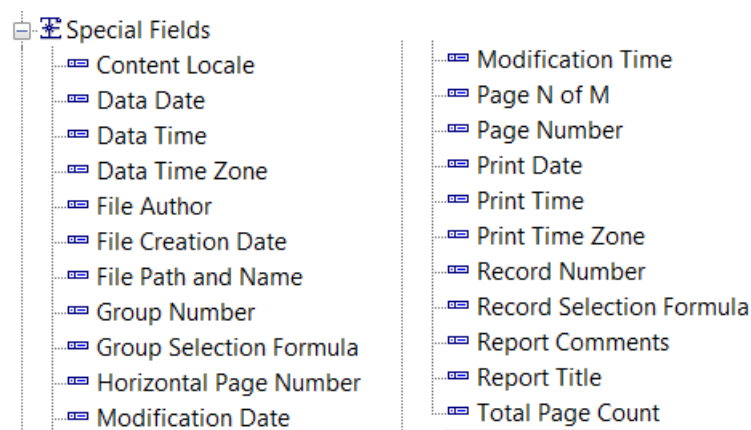 Special Fields
Content Locale
Data Date
Data Time
Data Time Zone
File Author
File Creation Date
File Path and Name
Group Number
Group Selection Formula
Horizontal Page Number
Modification Date
Modification Time
Page N of M
Page Number
Print Date
Print Time
Print Time Zone
Record Number
Record Selection Formula
Report Comments
Report Title
Total Page Count